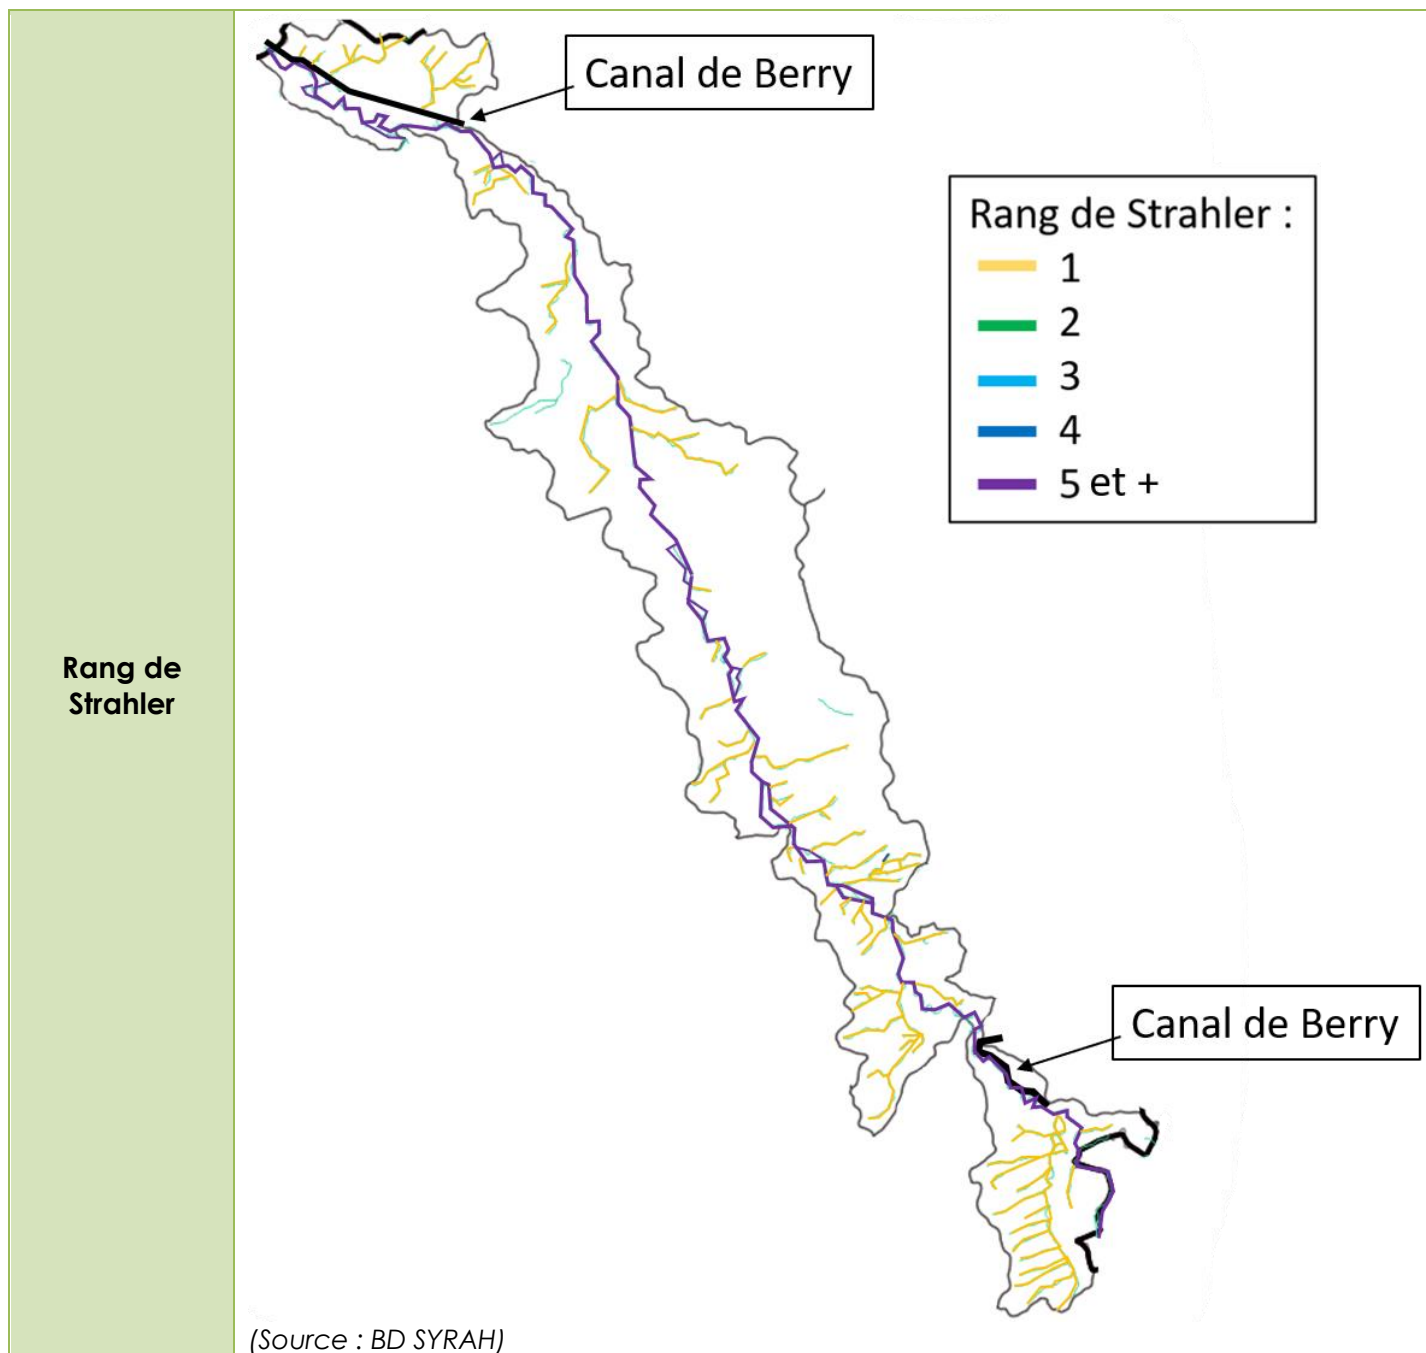 Rang de
Strahler
Canal de Berry
Rang de Strahler :
1
2
3
4
5 et +
Canal de Berry
(Source : BD SYRAH)